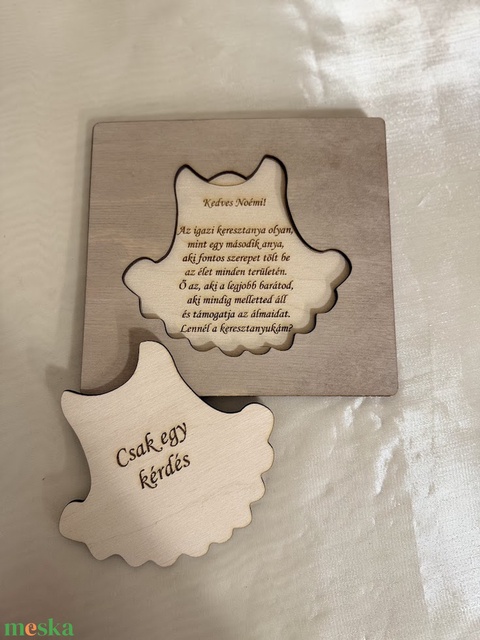 Kedves Noémi!
Az igazi keresztanya olyan,
mint egy második anya,
aki fontos szerepet tölt be
az élet minden területén.
Ő az, aki a legjobb barátod,
aki mindig melletted áll
és támogatja az álmaidat.
Lennél a keresztanyukám?
Csak egy
kérdés
meska